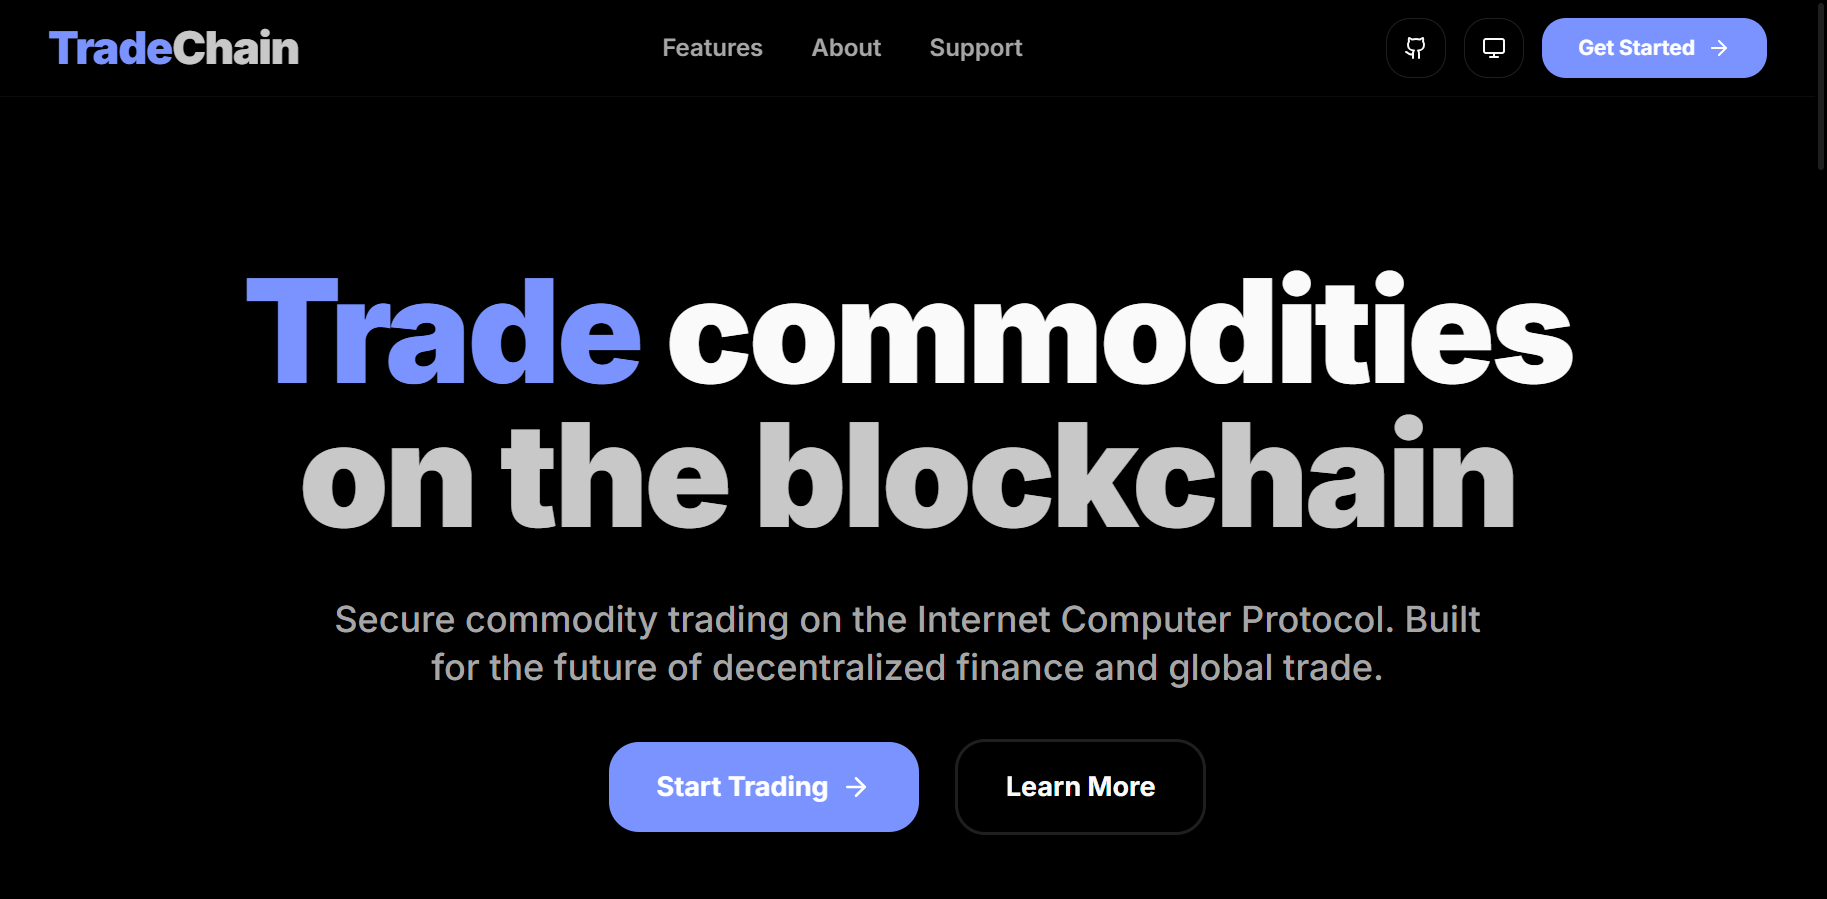 TradeChain
Features
About
Support
Get Started
Trade commodities
on the blockchain
Secure commodity trading on the Internet Computer Protocol. Built
for the future of decentralized finance and global trade.
Start Trading
Learn More